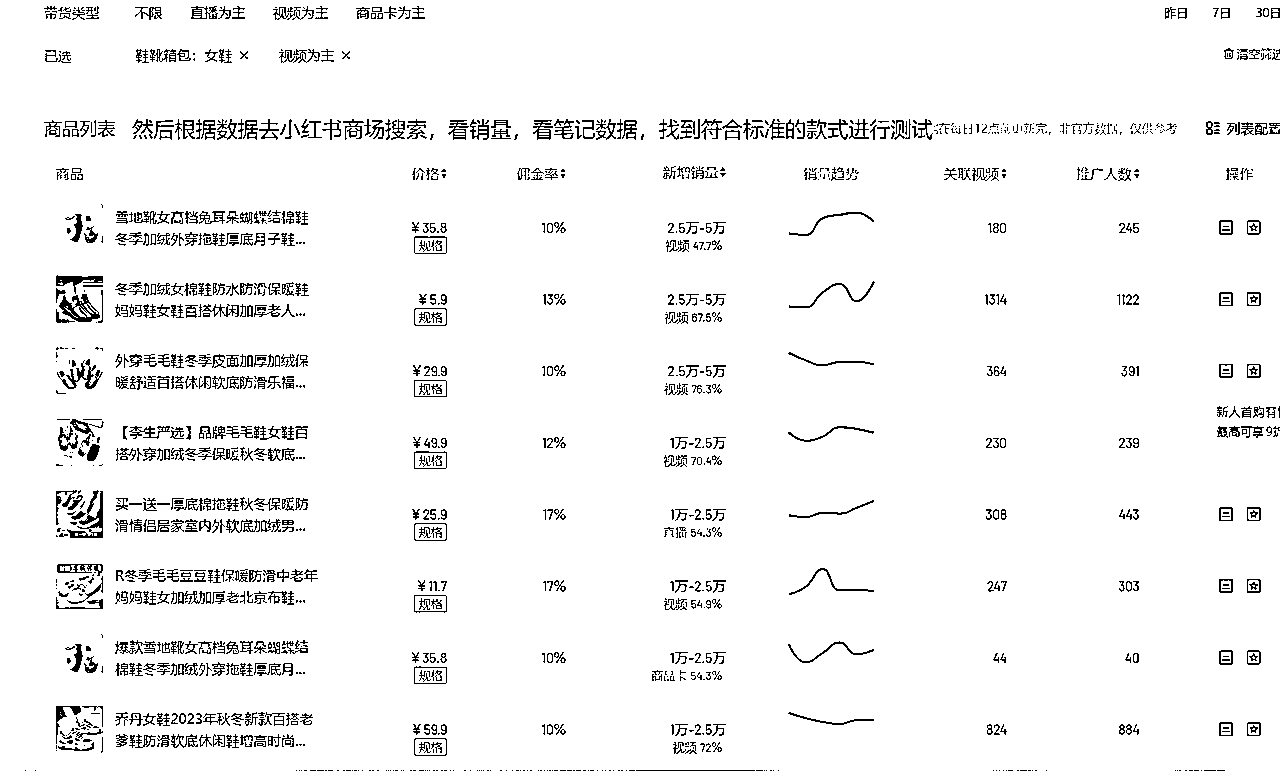 带货类型 不限 直播为主 视频为主 商品卡为主 昨日 7日 30日
已选 鞋靴箱包：女鞋 × 视频为主 × 清空筛选
商品列表 然后根据数据去小红书商场搜索，看销量，看笔记数据，找到符合标准的款式进行测试 在每日12点前更新完，非官方数据，仅供参考 列表配置
商品 价格 佣金率 新增销量 销量趋势 关联视频 推广人数 操作
雪地靴女高档兔耳朵蝴蝶结棉鞋
冬季加绒外穿拖鞋厚底月子鞋...
¥35.8 10% 2.5万-5万 180 245
规格 视频 47.7%
冬季加绒女棉鞋防水防滑保暖鞋
妈妈鞋女鞋百搭休闲加厚老人...
¥5.9 13% 2.5万-5万 1314 1122
规格 视频 67.5%
外穿毛毛鞋冬季皮面加厚加绒保
暖舒适百搭休闲软底防滑乐福...
¥29.9 10% 2.5万-5万 364 391
规格 视频 76.3%
新人首购有
最高可享9
【李生严选】品牌毛毛鞋女鞋百
搭外穿加绒冬季保暖秋冬软底...
¥49.9 12% 1万-2.5万 230 239
规格 视频 70.4%
买一送一厚底棉拖鞋秋冬保暖防
滑情侣居家室内外软底加绒男...
¥25.9 17% 1万-2.5万 308 443
规格 直播 54.3%
R冬季毛毛豆豆鞋保暖防滑中老年
妈妈鞋女加绒加厚老北京布鞋...
¥11.7 17% 1万-2.5万 247 303
规格 视频 54.9%
爆款雪地靴女高档兔耳朵蝴蝶结
棉鞋冬季加绒外穿拖鞋厚底月...
¥35.8 10% 1万-2.5万 44 40
规格 商品卡 54.3%
乔丹女鞋2023年秋冬新款百搭老
爹鞋防滑软底休闲鞋增高时尚...
¥59.9 10% 1万-2.5万 824 884
规格 视频 72%